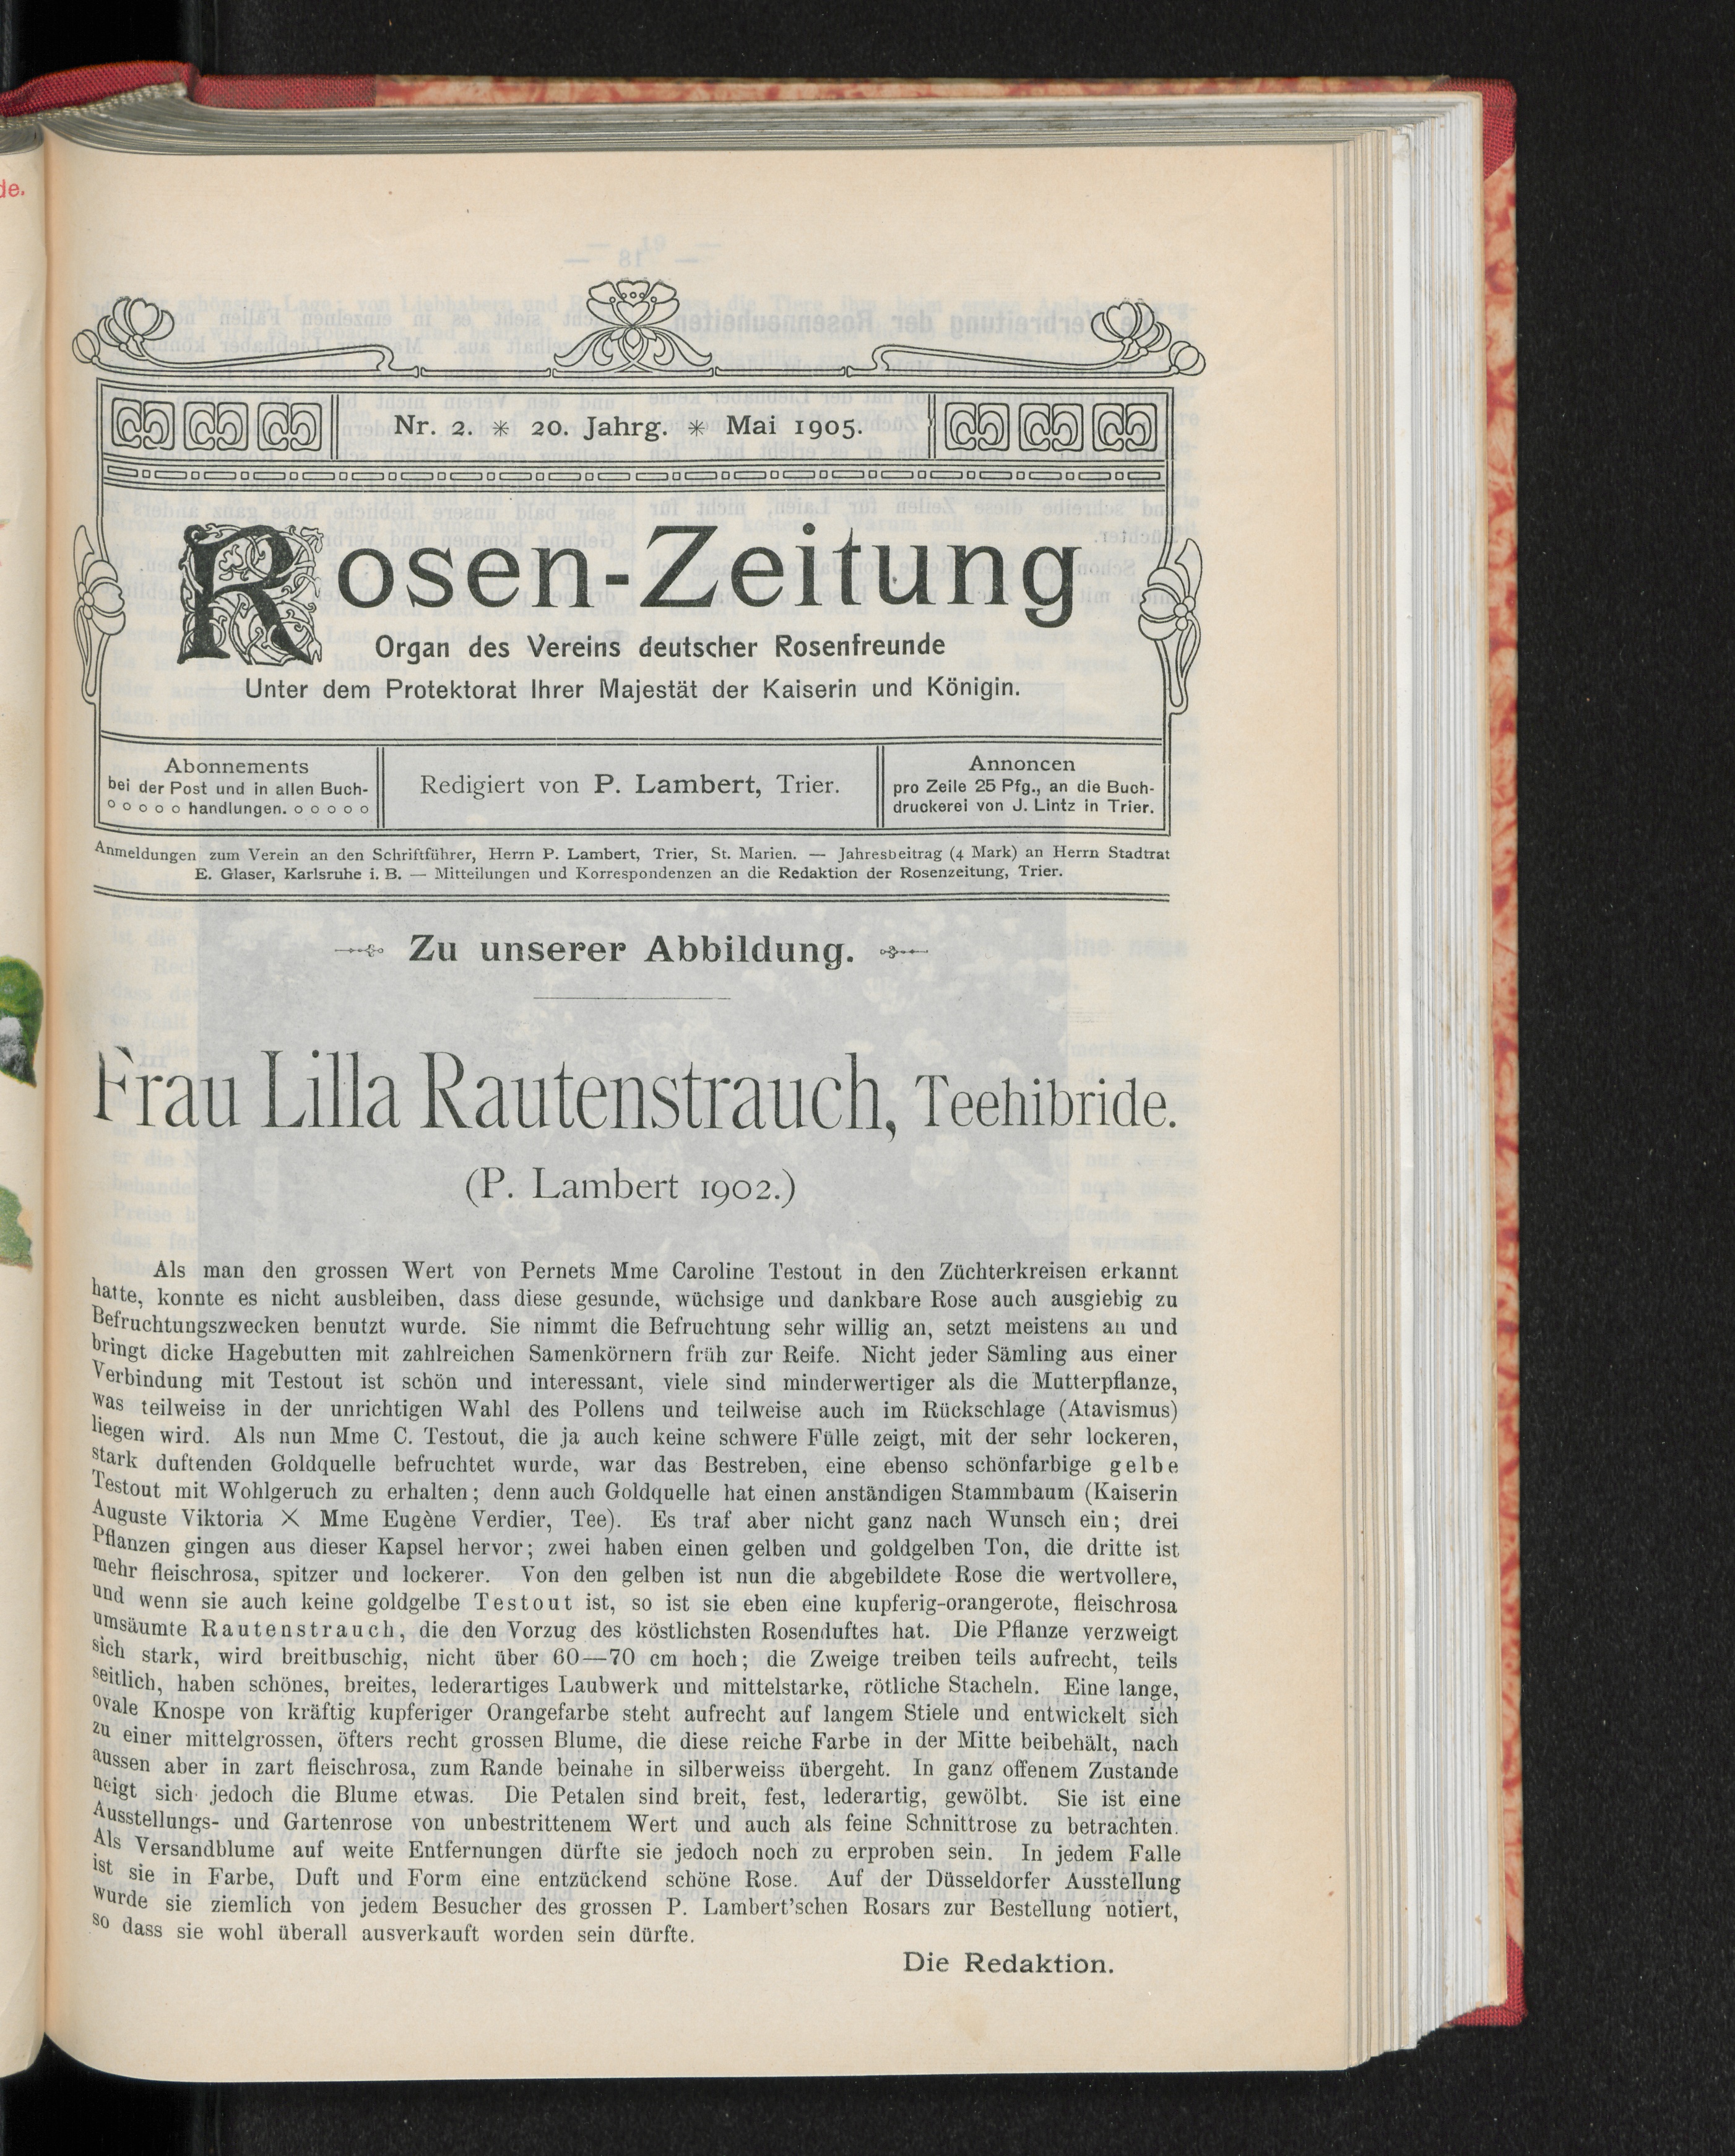 de.
Nr. 2. ✳ 20. Jahrg. ✳ Mai 1905.
Rosen-Zeitung
Organ des Vereins deutscher Rosenfreunde
Unter dem Protektorat Ihrer Majestät der Kaiserin und Königin.
Abonnements
bei der Post und in allen Buch-
handlungen.
Redigiert von P. Lambert, Trier.
Annoncen
pro Zeile 25 Pfg., an die Buch-
druckerei von J. Lintz in Trier.
Anmeldungen zum Verein an den Schriftführer, Herrn P. Lambert, Trier, St. Marien. — Jahresbeitrag (4 Mark) an Herrn Stadtrat
E. Glaser, Karlsruhe i. B. — Mitteilungen und Korrespondenzen an die Redaktion der Rosenzeitung, Trier.
Zu unserer Abbildung.
Frau Lilla Rautenstrauch, Teehibride.
(P. Lambert 1902.)
Als man den grossen Wert von Pernets Mme Caroline Testout in den Züchterkreisen erkannt
hatte, konnte es nicht ausbleiben, dass diese gesunde, wüchsige und dankbare Rose auch ausgiebig zu
Befruchtungszwecken benutzt wurde. Sie nimmt die Befruchtung sehr willig an, setzt meistens an und
bringt dicke Hagebutten mit zahlreichen Samenkörnern früh zur Reife. Nicht jeder Sämling aus einer
Verbindung mit Testout ist schön und interessant, viele sind minderwertiger als die Mutterpflanze,
was teilweise in der unrichtigen Wahl des Pollens und teilweise auch im Rückschlage (Atavismus)
liegen wird. Als nun Mme C. Testout, die ja auch keine schwere Fülle zeigt, mit der sehr lockeren,
stark duftenden Goldquelle befruchtet wurde, war das Bestreben, eine ebenso schönfarbige gelbe
Testout mit Wohlgeruch zu erhalten; denn auch Goldquelle hat einen anständigen Stammbaum (Kaiserin
Auguste Viktoria × Mme Eugène Verdier, Tee). Es traf aber nicht ganz nach Wunsch ein; drei
Pflanzen gingen aus dieser Kapsel hervor; zwei haben einen gelben und goldgelben Ton, die dritte ist
mehr fleischrosa, spitzer und lockerer. Von den gelben ist nun die abgebildete Rose die wertvollere,
und wenn sie auch keine goldgelbe Testout ist, so ist sie eben eine kupferig-orangerote, fleischrosa
umsäumte Rautenstrauch, die den Vorzug des köstlichsten Rosenduftes hat. Die Pflanze verzweigt
sich stark, wird breitbuschig, nicht über 60—70 cm hoch; die Zweige treiben teils aufrecht, teils
seitlich, haben schönes, breites, lederartiges Laubwerk und mittelstarke, rötliche Stacheln. Eine lange,
ovale Knospe von kräftig kupferiger Orangefarbe steht aufrecht auf langem Stiele und entwickelt sich
zu einer mittelgrossen, öfters recht grossen Blume, die diese reiche Farbe in der Mitte beibehält, nach
aussen aber in zart fleischrosa, zum Rande beinahe in silberweiss übergeht. In ganz offenem Zustande
neigt sich jedoch die Blume etwas. Die Petalen sind breit, fest, lederartig, gewölbt. Sie ist eine
Ausstellungs- und Gartenrose von unbestrittenem Wert und auch als feine Schnittrose zu betrachten.
Als Versandblume auf weite Entfernungen dürfte sie jedoch noch zu erproben sein. In jedem Falle
ist sie in Farbe, Duft und Form eine entzückend schöne Rose. Auf der Düsseldorfer Ausstellung
wurde sie ziemlich von jedem Besucher des grossen P. Lambert'schen Rosars zur Bestellung notiert,
so dass sie wohl überall ausverkauft worden sein dürfte.
Die Redaktion.